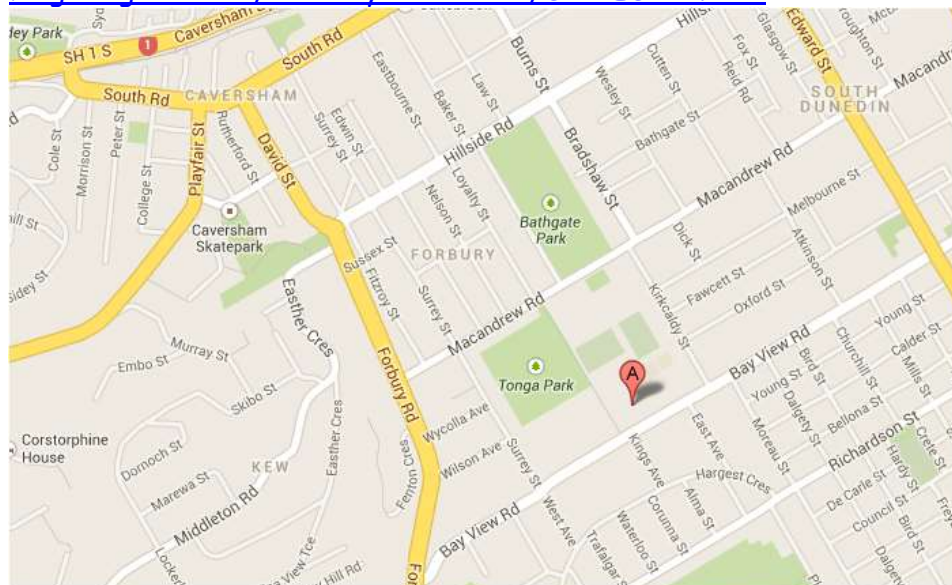 Caversham
SH 1 S
1
South Rd
South Rd
CAVERSHAM
Playfair St
Rutherford St
David St
Cole St
Morrison St
Peter St
College St
Sidey St
Caversham
Skatepark
Edwin St
Surrey St
Eastbourne St
Baker St
Law St
Burns St
Hillside Rd
Hillside
Wesley St
Cutten St
Fox St
Reid Rd
Glasgow St
Edward St
SOUTH
DUNEDIN
Bathgate St
Bradshaw St
Macandrew Rd
Melbourne St
Bathgate
Park
Nelson St
Loyalty St
FORBURY
Sussex St
Fitzroy St
Surrey St
Macandrew Rd
Dick St
Kirkcaldy St
Fawcett St
Oxford St
Atkinson St
Easther Cres
Murray St
Embo St
Skibo St
Forbury Rd
Tonga Park
A
Bay View Rd
Young St
Calder St
Churchill St
Mills St
Bird St
Young St
Dalgety St
Bellona St
Moreau St
Richardson St
Crete St
Corstorphine
House
Dornoch St
KEW
Easther Cres
Marewa St
Middleton Rd
Fenton Cres
Wycolla Ave
Wilson Ave
Surrey St
West Ave
Bay View Rd
Kings Ave
East Ave
Hargest Cres
Alma St
Corunna St
Waterloo St
Trafalgar
De Carle St
Council St
Hardy St
Bird St
Dalget